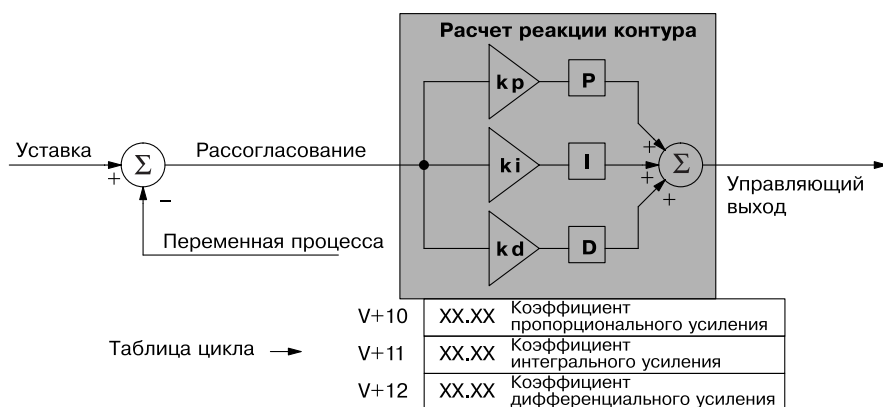 Расчет реакции контура
kp P
Уставка Σ Рассогласование ki I Σ
+ + + +
−
Управляющий
выход
Переменная процесса
kd D
V+10 XX.XX Коэффициент
пропорционального усиления
Таблица цикла V+11 XX.XX Коэффициент
интегрального усиления
V+12 XX.XX Коэффициент
дифференциального усиления